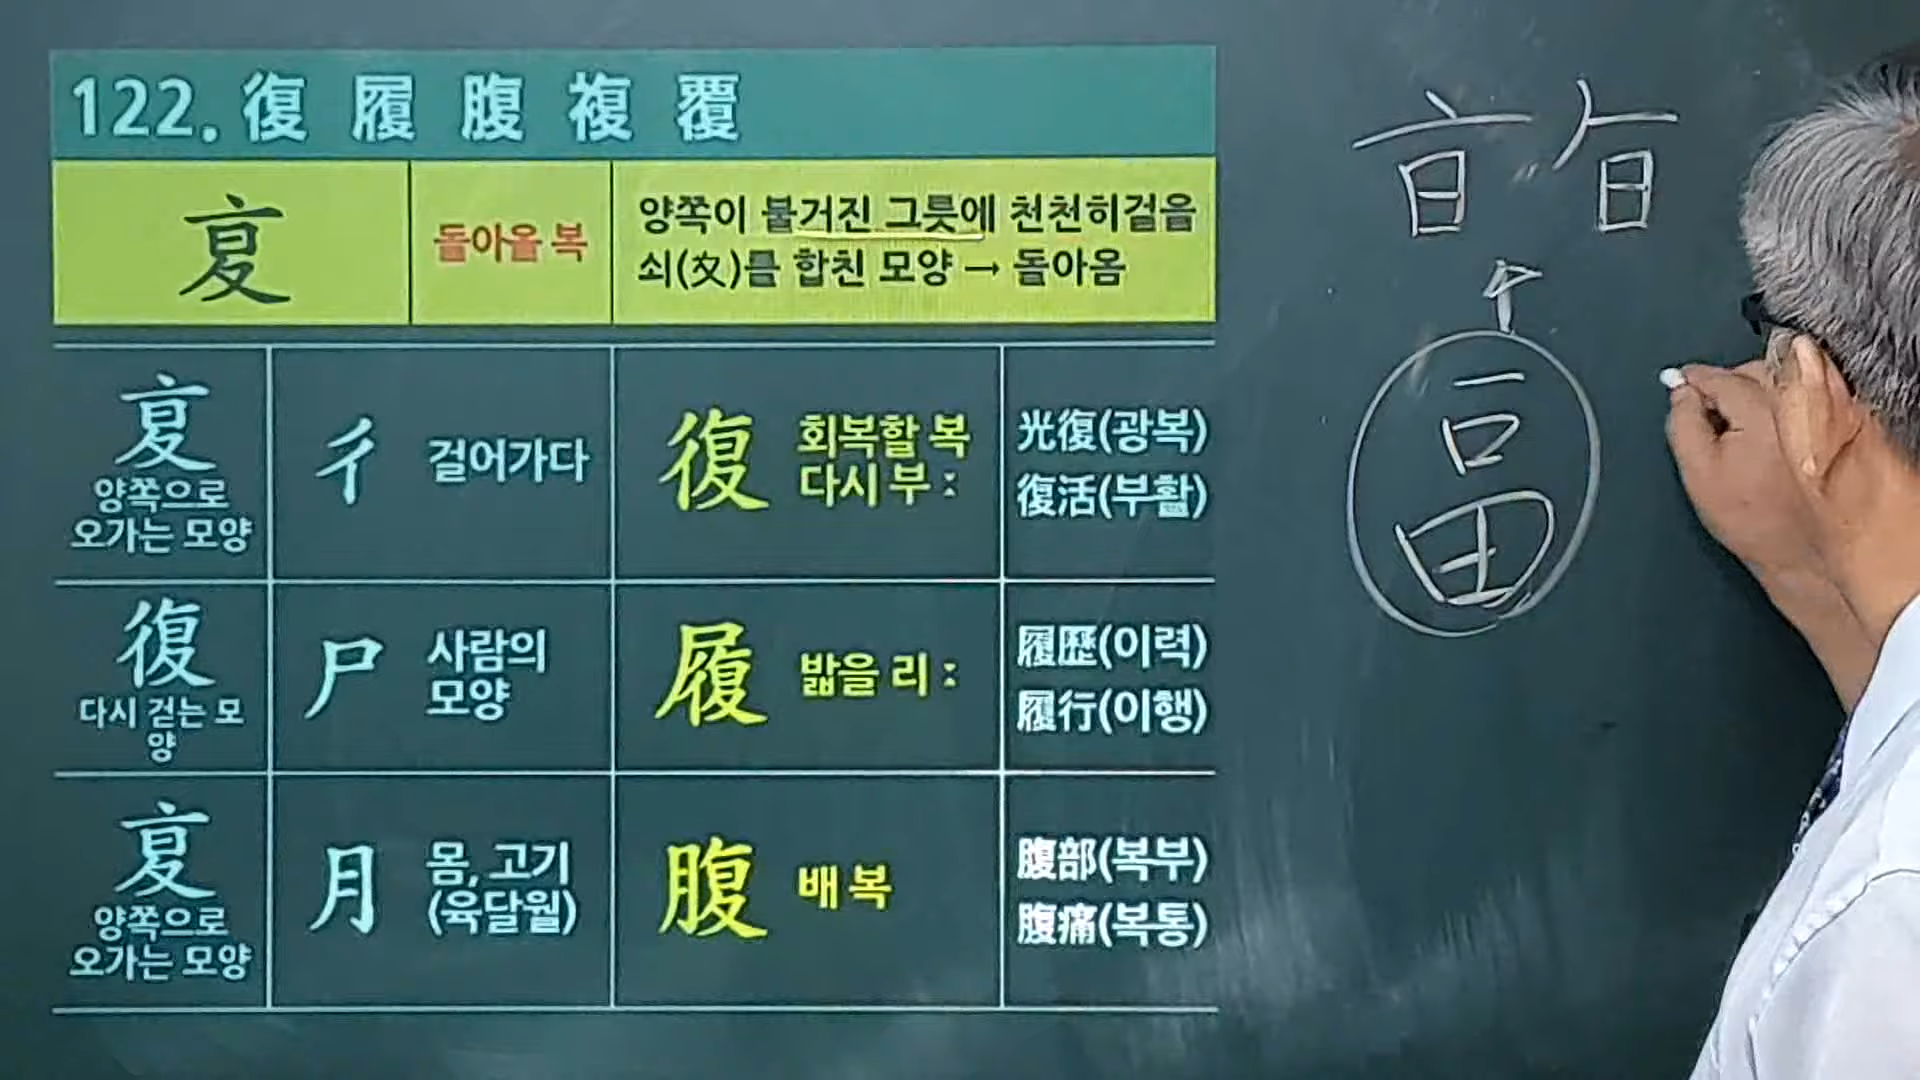 122. 復 履 腹 複 覆
复
돌아올 복
양쪽이 불거진 그릇에 천천히걸음
쇠(夊)를 합친 모양 → 돌아옴
复
양쪽으로
오가는 모양
彳
걸어가다
復
회복할 복
다시 부 :
光復(광복)
復活(부활)
復
다시 걷는 모
양
尸
사람의
모양
履
밟을 리 :
履歷(이력)
履行(이행)
复
양쪽으로
오가는 모양
月
몸, 고기
(육달월)
腹
배 복
腹部(복부)
腹痛(복통)
畐